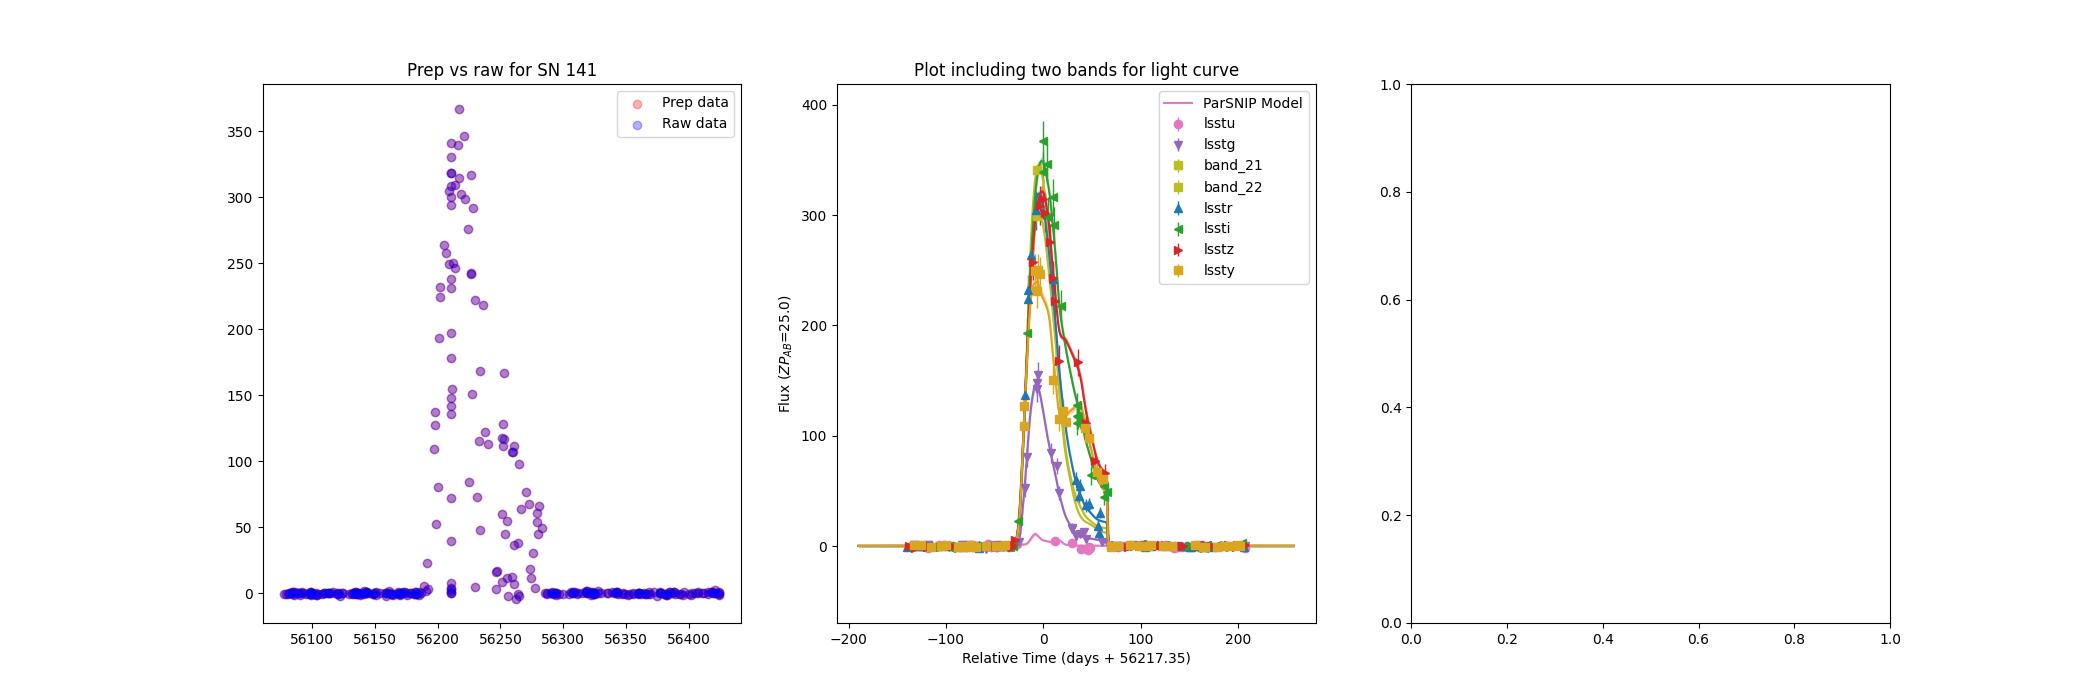 Prep vs raw for SN 141
Prep data
Raw data
350
300
250
200
150
100
50
0
56100
56150
56200
56250
56300
56350
56400
Plot including two bands for light curve
ParSNIP Model
lsstu
lsstg
band_21
band_22
lsstr
lssti
lsstz
lssty
Flux (ZP_AB=25.0)
400
300
200
100
0
−200
−100
0
100
200
Relative Time (days + 56217.35)
1.0
0.8
0.6
0.4
0.2
0.0
0.0
0.2
0.4
0.6
0.8
1.0